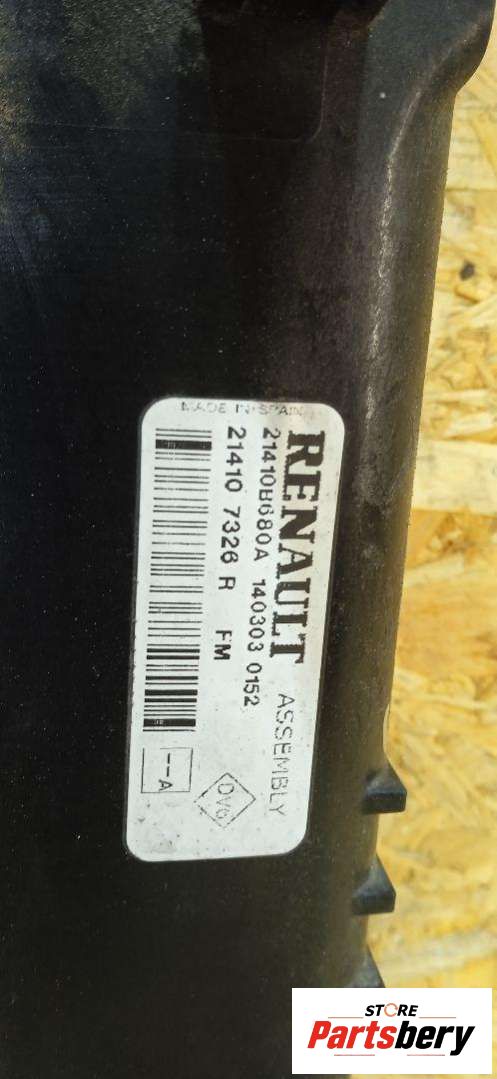 MADE IN SPAIN
RENAULT ASSEMBLY
21410B680A 140303 0152
21410 7326 R FM
DV6
--A
STORE
Partsbery